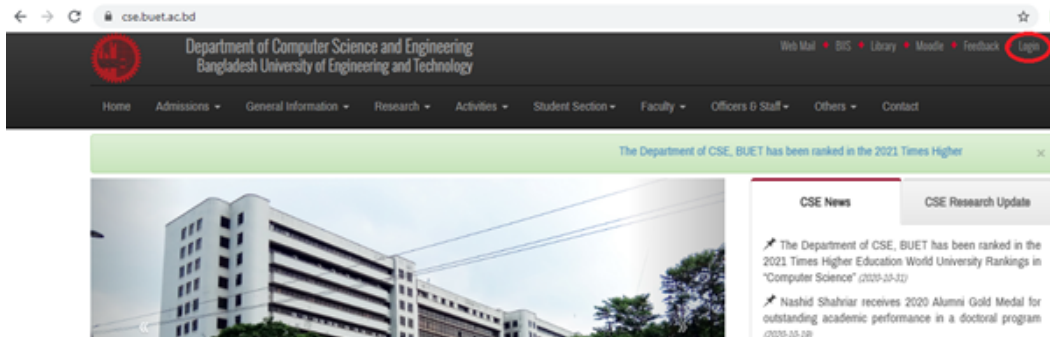 cse.buet.ac.bd
Department of Computer Science and Engineering
Bangladesh University of Engineering and Technology
Web Mail • BIIS • Library • Moodle • Feedback Login
Home Admissions General Information Research Activities Student Section Faculty Officers & Staff Others Contact
The Department of CSE, BUET has been ranked in the 2021 Times Higher ×
CSE News CSE Research Update
The Department of CSE, BUET has been ranked in the
2021 Times Higher Education World University Rankings in
"Computer Science" (2020-10-31)
Nashid Shahriar receives 2020 Alumni Gold Medal for
outstanding academic performance in a doctoral program
(2020-10-18)